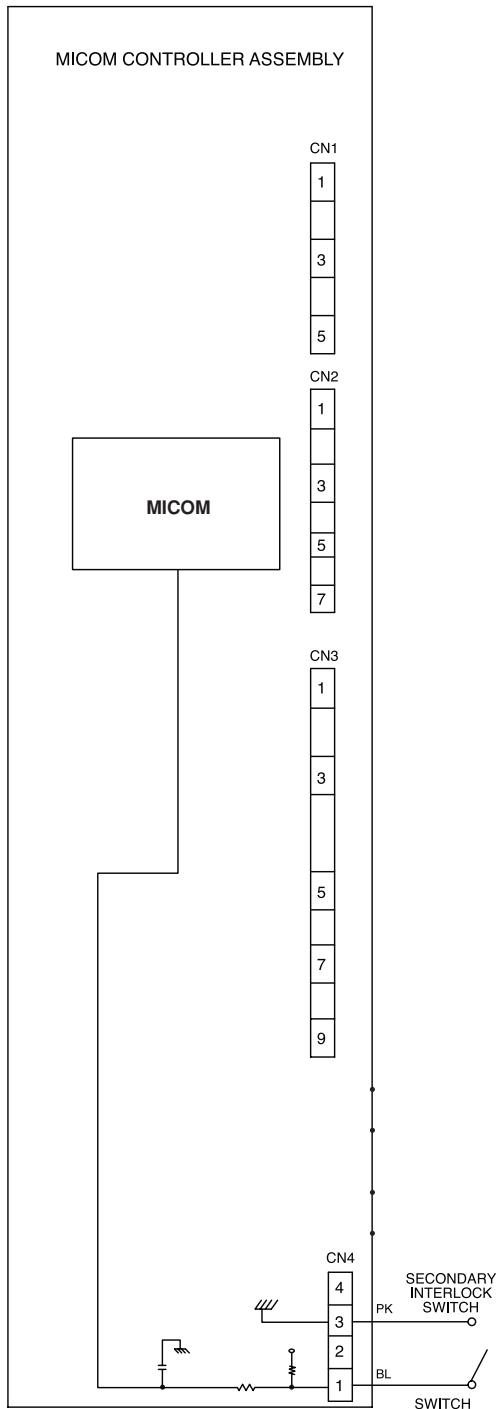 MICOM CONTROLLER ASSEMBLY
CN1
1
3
5
CN2
1
MICOM
3
5
7
CN3
1
3
5
7
9
CN4
4
SECONDARY
INTERLOCK
SWITCH
3
PK
2
1
BL
SWITCH